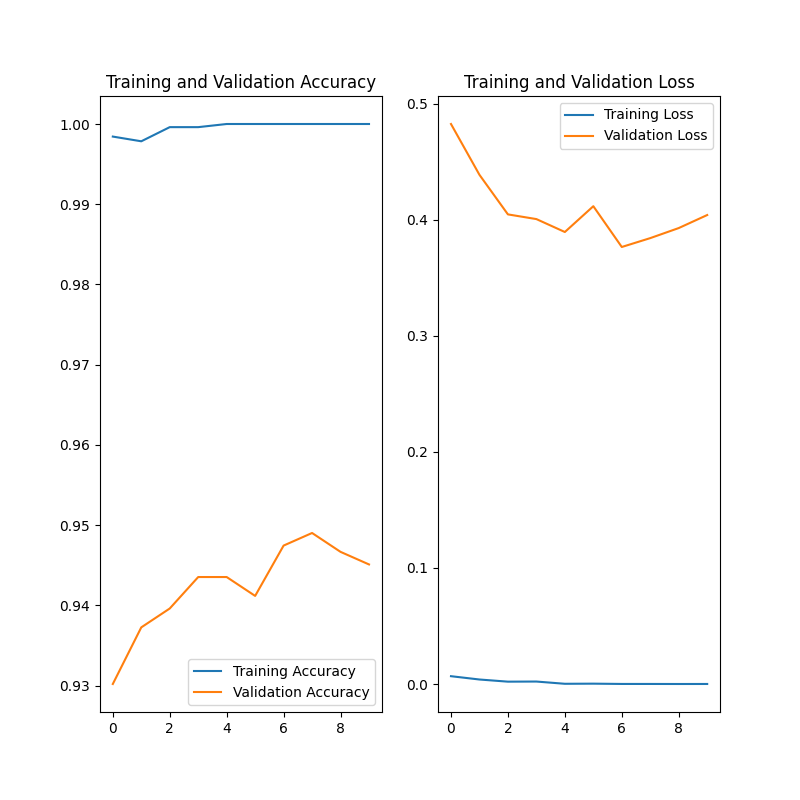 Training and Validation Accuracy
1.00
0.99
0.98
0.97
0.96
0.95
0.94
0.93
0 2 4 6 8
Training Accuracy
Validation Accuracy
Training and Validation Loss
0.5
0.4
0.3
0.2
0.1
0.0
0 2 4 6 8
Training Loss
Validation Loss